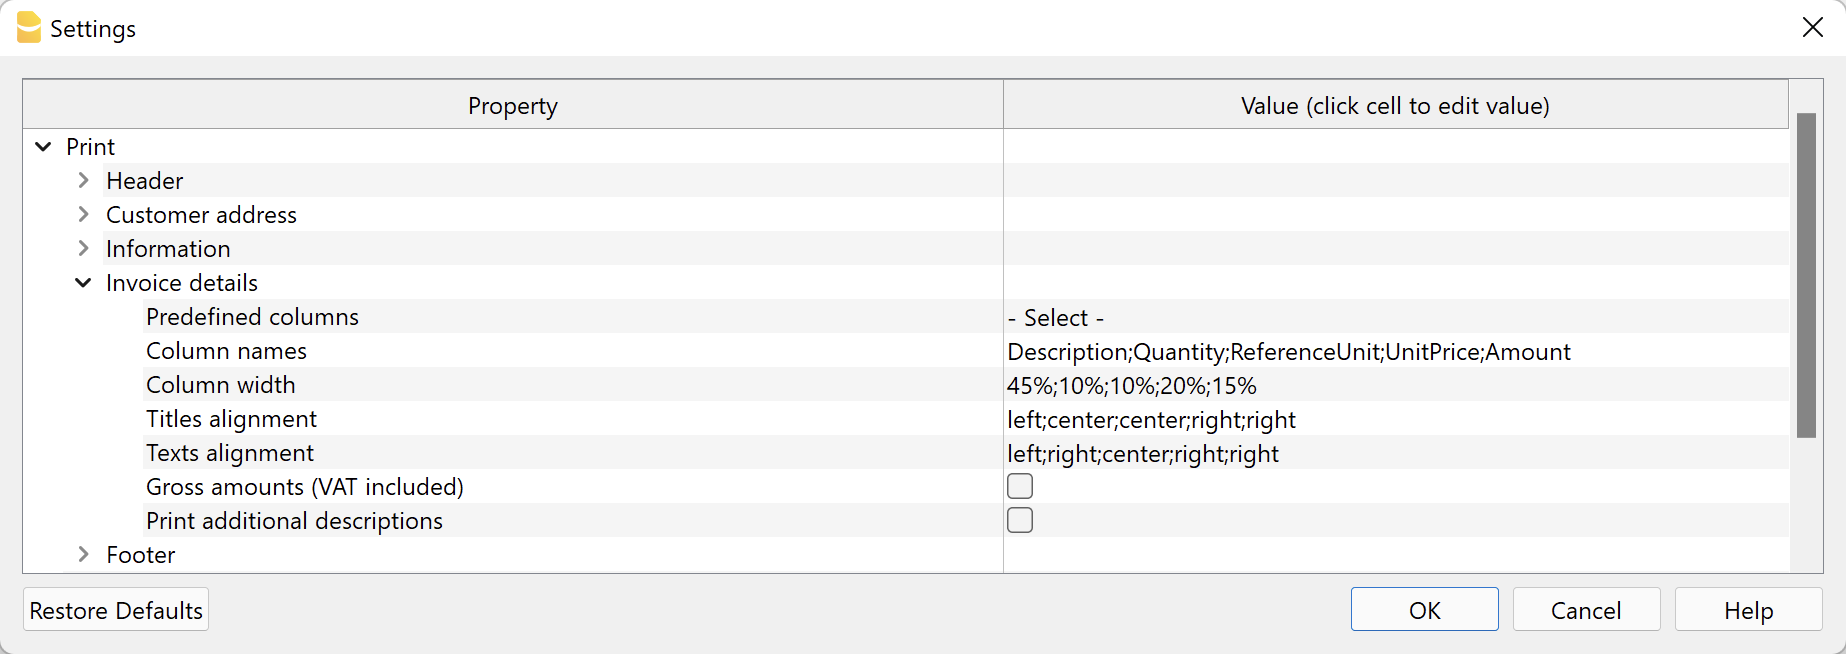 Settings
Property Value (click cell to edit value)
Print
Header
Customer address
Information
Invoice details
Predefined columns - Select -
Column names Description;Quantity;ReferenceUnit;UnitPrice;Amount
Column width 45%;10%;10%;20%;15%
Titles alignment left;center;center;right;right
Texts alignment left;right;center;right;right
Gross amounts (VAT included)
Print additional descriptions
Footer
Restore Defaults OK Cancel Help